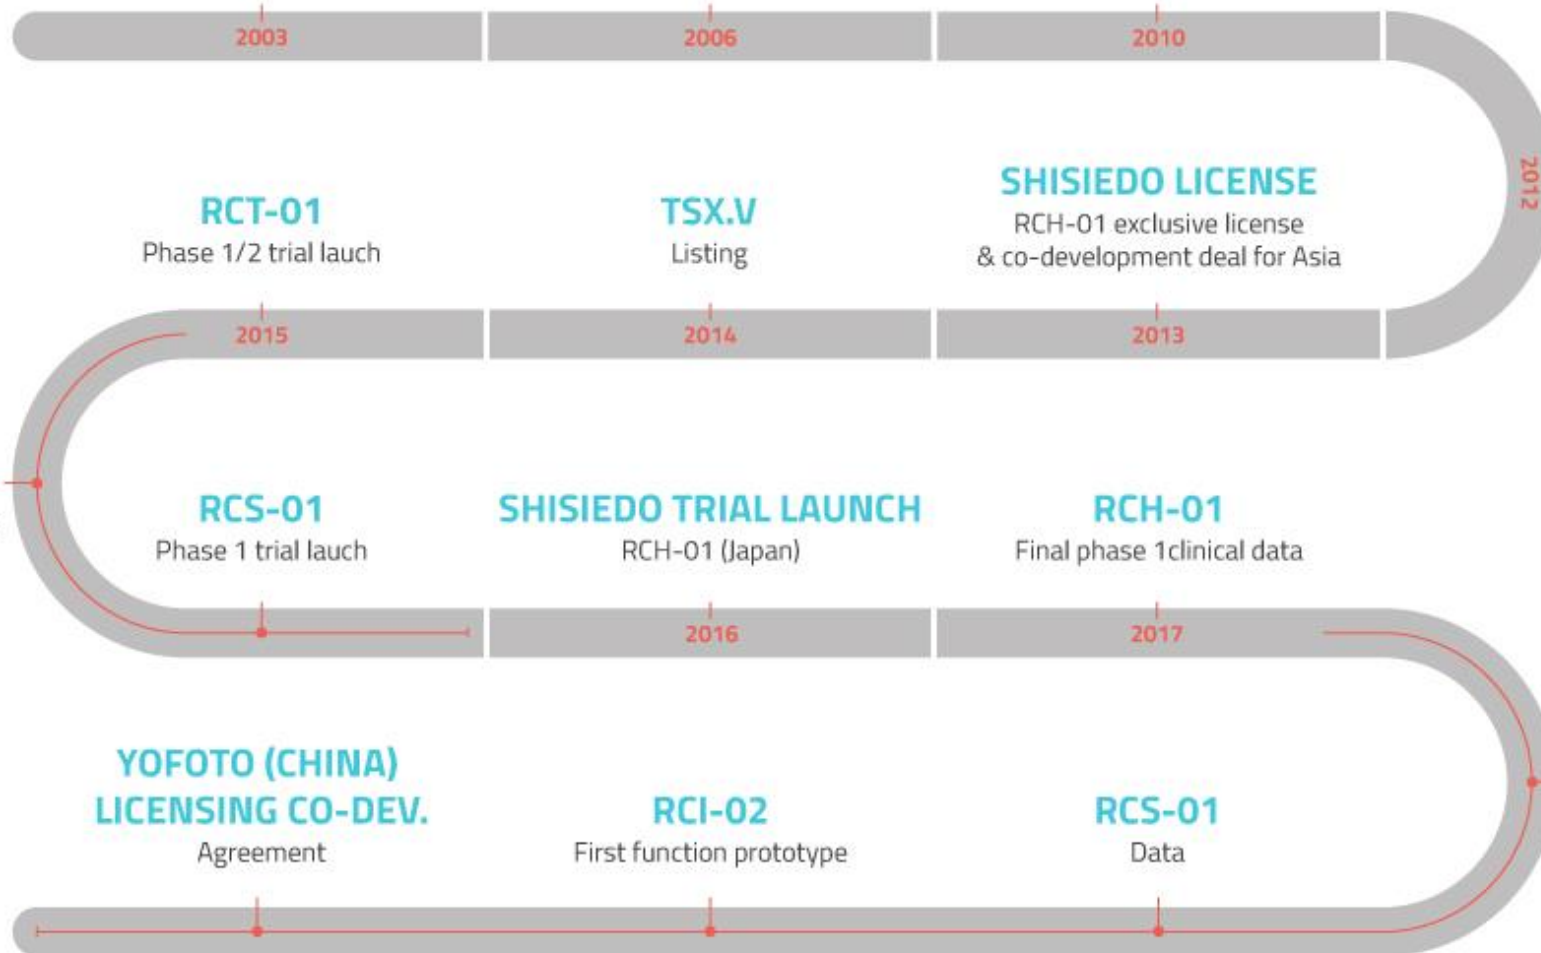 2003
2006
2010
2012
RCT-01
Phase 1/2 trial lauch
TSX.V
Listing
SHISIEDO LICENSE
RCH-01 exclusive license
& co-development deal for Asia
2015
2014
2013
RCS-01
Phase 1 trial lauch
SHISIEDO TRIAL LAUNCH
RCH-01 (Japan)
RCH-01
Final phase 1clinical data
2016
2017
YOFOTO (CHINA)
LICENSING CO-DEV.
Agreement
RCI-02
First function prototype
RCS-01
Data